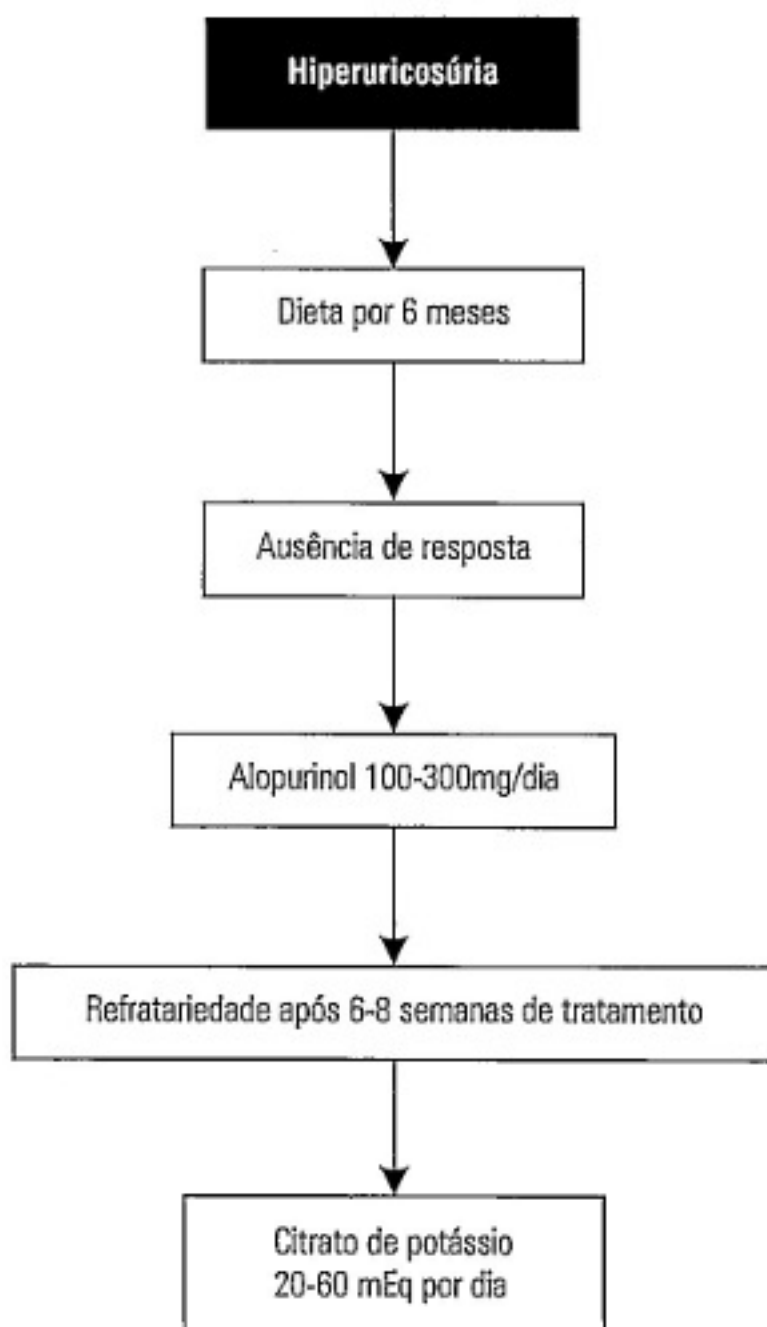 Hiperuricosúria
Dieta por 6 meses
Ausência de resposta
Alopurinol 100-300mg/dia
Refratariedade após 6-8 semanas de tratamento
Citrato de potássio
20-60 mEq por dia